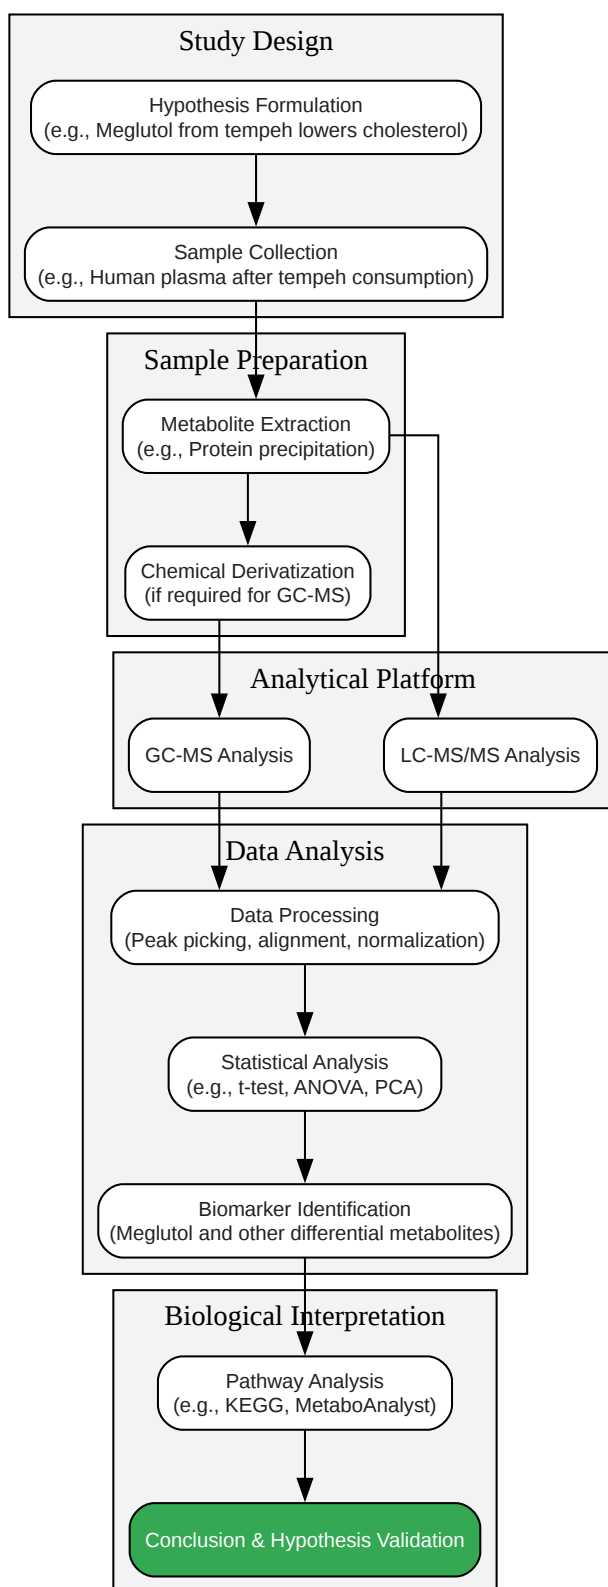 Study Design
Hypothesis Formulation
(e.g., Meglutol from tempeh lowers cholesterol)
Sample Collection
(e.g., Human plasma after tempeh consumption)
Sample Preparation
Metabolite Extraction
(e.g., Protein precipitation)
Chemical Derivatization
(if required for GC-MS)
Analytical Platform
GC-MS Analysis
LC-MS/MS Analysis
Data Analysis
Data Processing
(Peak picking, alignment, normalization)
Statistical Analysis
(e.g., t-test, ANOVA, PCA)
Biomarker Identification
(Meglutol and other differential metabolites)
Biological Interpretation
Pathway Analysis
(e.g., KEGG, MetaboAnalyst)
Conclusion & Hypothesis Validation